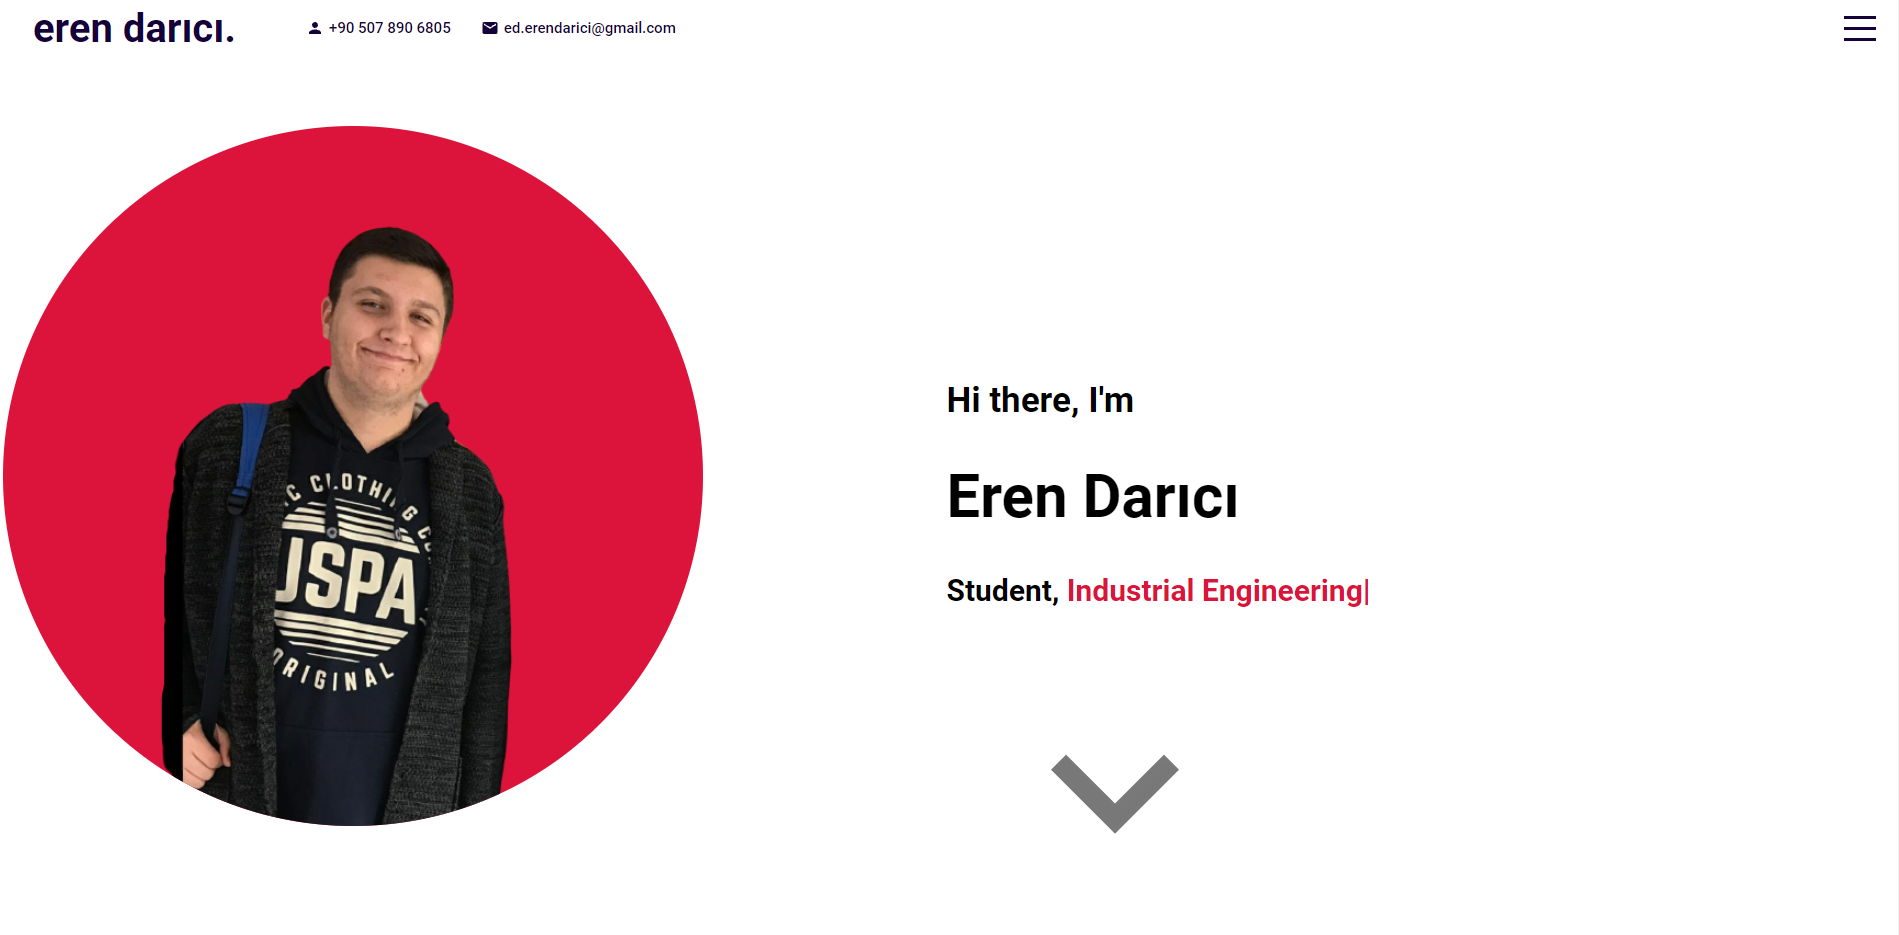 eren darıcı.
+90 507 890 6805
ed.erendarici@gmail.com
Hi there, I'm
Eren Darıcı
Student, Industrial Engineering|
C CLOTHING C
USPA
ORIGINAL